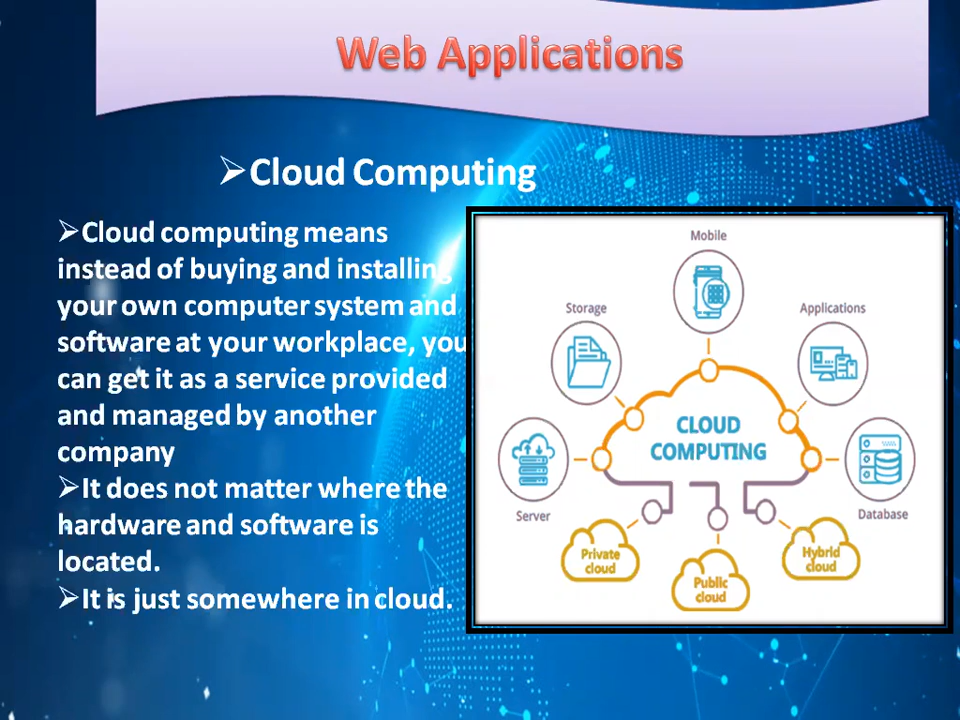 Web Applications
➢Cloud Computing
➢Cloud computing means
instead of buying and installing
your own computer system and
software at your workplace, you
can get it as a service provided
and managed by another
company
➢It does not matter where the
hardware and software is
located.
➢It is just somewhere in cloud.
Mobile
Storage
Applications
CLOUD
COMPUTING
Server
Database
Private
cloud
Public
cloud
Hybrid
cloud